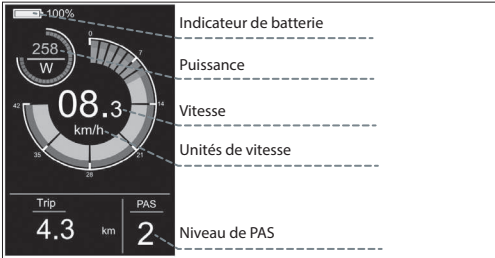 100%
Indicateur de batterie
0
258
W
7
Puissance
42
08.3
14
Vitesse
km/h
Unités de vitesse
35
21
28
Trip
PAS
4.3 km
2
Niveau de PAS